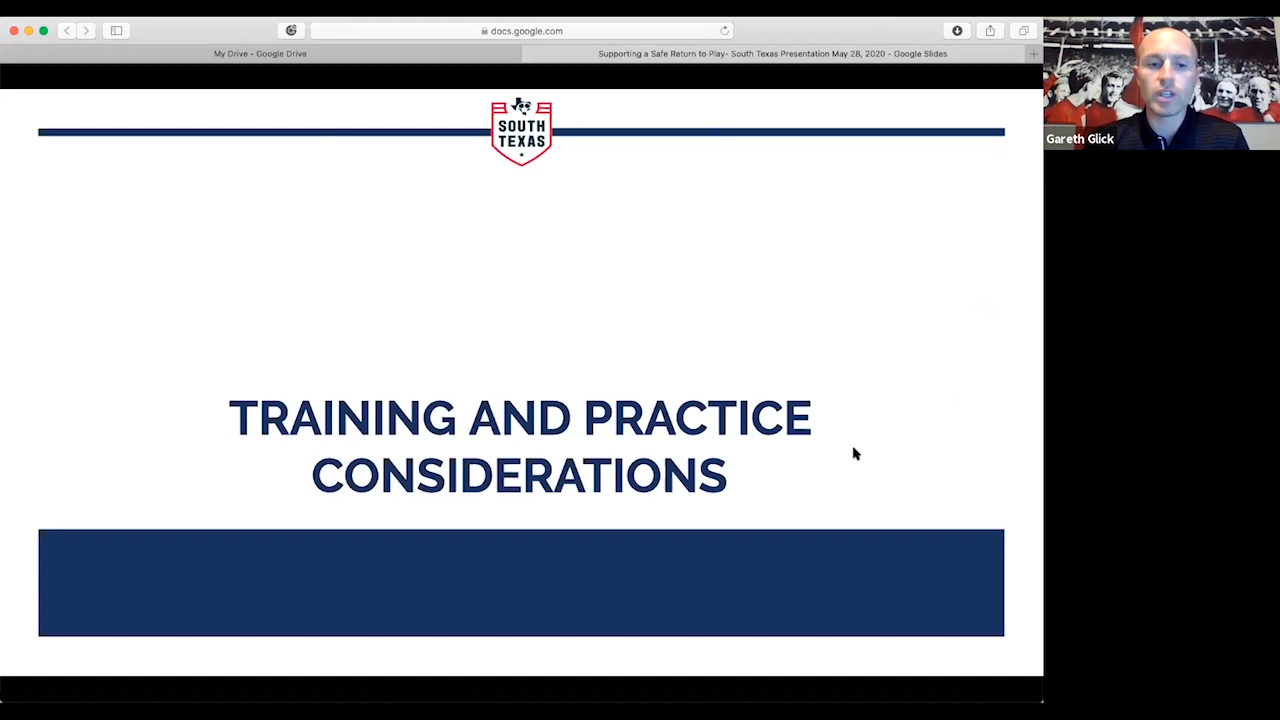 docs.google.com
My Drive - Google Drive
Supporting a Safe Return to Play- South Texas Presentation May 28, 2020 - Google Slides
Gareth Glick
SOUTH
TEXAS
TRAINING AND PRACTICE
CONSIDERATIONS